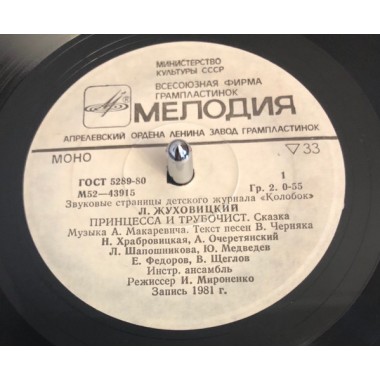 МИНИСТЕРСТВО
КУЛЬТУРЫ СССР
ВСЕСОЮЗНАЯ ФИРМА
ГРАМПЛАСТИНОК
МЕЛОДИЯ
АПРЕЛЕВСКИЙ ОРДЕНА ЛЕНИНА ЗАВОД ГРАМПЛАСТИНОК
МОНО
▽33
ГОСТ 5289-80
1
М52-43915
Гр. 2. 0-55
Звуковые страницы детского журнала «Колобок»
Л. ЖУХОВИЦКИЙ
ПРИНЦЕССА И ТРУБОЧИСТ. Сказка
Музыка А. Макаревича. Текст песен В. Черняка
Н. Храбровицкая, А. Очеретянский
Л. Шапошникова, Ю. Медведев
Е. Федоров, В. Щеглов
Инстр. ансамбль
Режиссер И. Мироненко
Запись 1981 г.